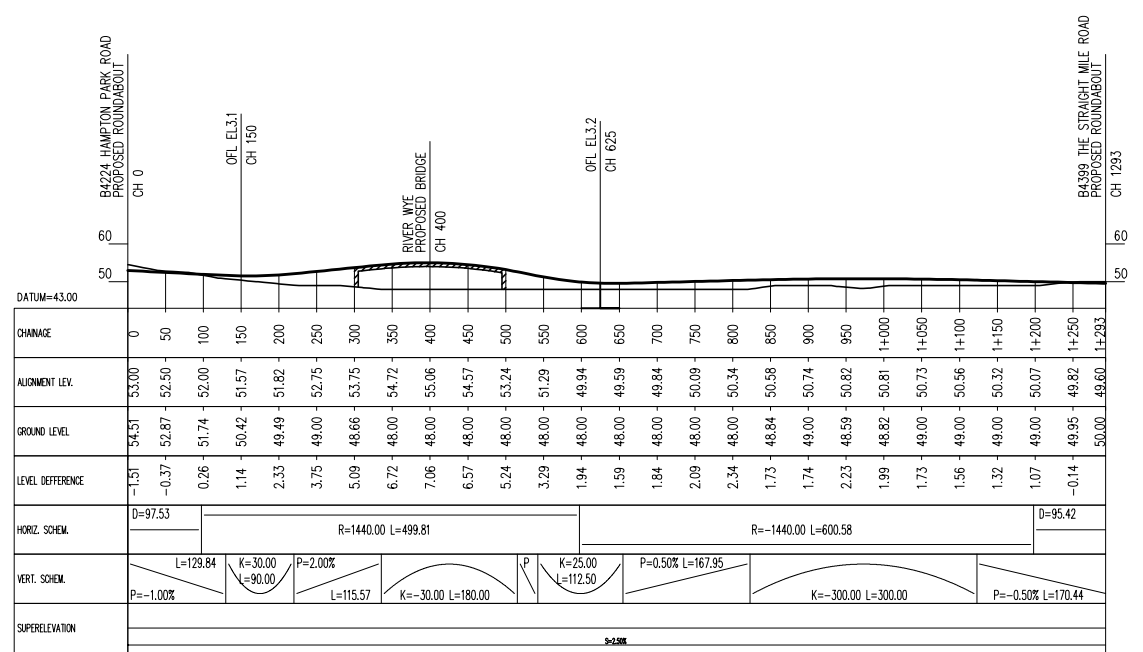 B4224 HAMPTON PARK ROAD
PROPOSED ROUNDABOUT
CH 0
OFL EL3.1
CH 150
RIVER WYE
PROPOSED BRIDGE
CH 400
OFL EL3.2
CH 625
B4399 THE STRAIGHT MILE ROAD
PROPOSED ROUNDABOUT
CH 1293
60
50
60
50
DATUM=43.00
CHAINAGE 0 50 100 150 200 250 300 350 400 450 500 550 600 650 700 750 800 850 900 950 1+000 1+050 1+100 1+150 1+200 1+250 1+293
ALIGNMENT LEV. 53.00 52.50 52.00 51.57 51.82 52.75 53.75 54.72 55.06 54.57 53.24 51.29 49.94 49.59 49.84 50.09 50.34 50.58 50.74 50.82 50.81 50.73 50.56 50.32 50.07 49.82 49.60
GROUND LEVEL 54.51 52.87 51.74 50.42 49.49 49.00 48.66 48.00 48.00 48.00 48.00 48.00 48.00 48.00 48.00 48.00 48.00 48.84 49.00 48.59 48.82 49.00 49.00 49.00 49.00 49.95 50.00
LEVEL DEFFERENCE -1.51 -0.37 0.26 1.14 2.33 3.75 5.09 6.72 7.06 6.57 5.24 3.29 1.94 1.59 1.84 2.09 2.34 1.73 1.74 2.23 1.99 1.73 1.56 1.32 1.07 -0.14
HORIZ. SCHEM. D=97.53 R=1440.00 L=499.81 R=-1440.00 L=600.58 D=95.42
VERT. SCHEM.
P=-1.00% L=129.84
K=30.00
L=90.00
P=2.00%
L=115.57
K=-30.00 L=180.00
P
K=25.00
L=112.50
P=0.50% L=167.95
K=-300.00 L=300.00
P=-0.50% L=170.44
SUPERELEVATION
S=2.50%